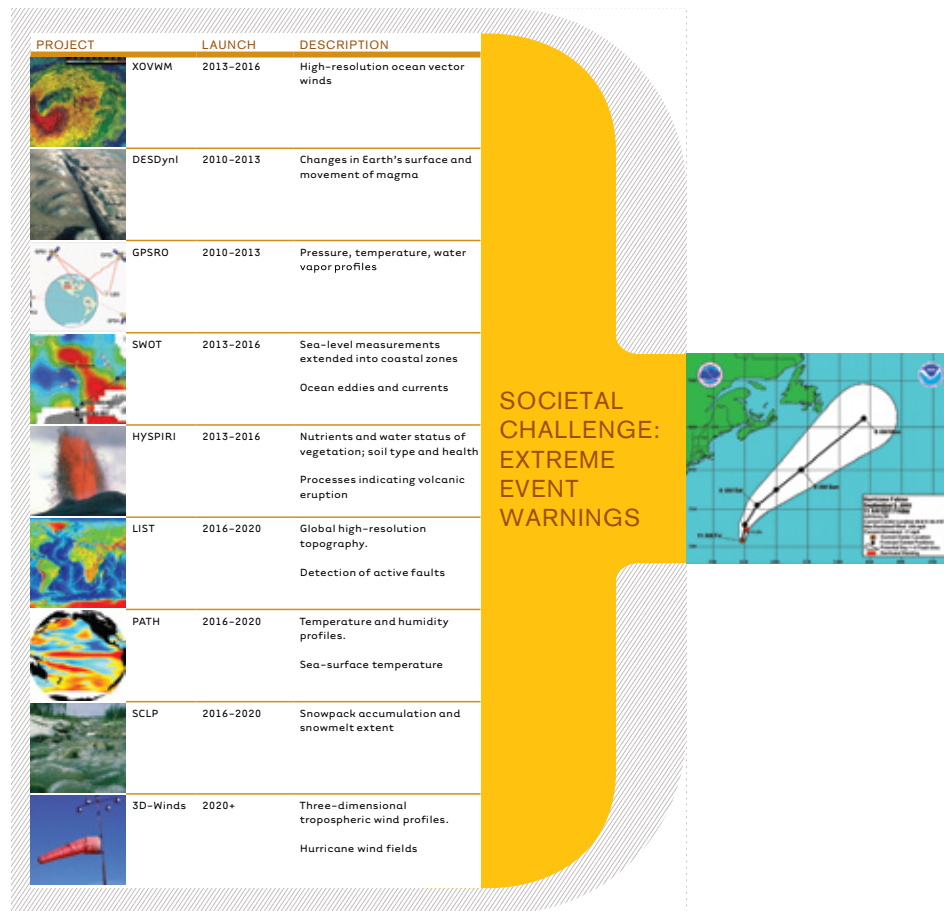 PROJECT LAUNCH DESCRIPTION
XOVWM 2013-2016 High-resolution ocean vector
winds
DESDynI 2010-2013 Changes in Earth's surface and
movement of magma
GPSRO 2010-2013 Pressure, temperature, water
vapor profiles
SWOT 2013-2016 Sea-level measurements
extended into coastal zones
Ocean eddies and currents
HySPIRI 2013-2016 Nutrients and water status of
vegetation; soil type and health
Processes indicating volcanic
eruption
LIST 2016-2020 Global high-resolution
topography.
Detection of active faults
PATH 2016-2020 Temperature and humidity
profiles.
Sea-surface temperature
SCLP 2016-2020 Snowpack accumulation and
snowmelt extent
3D-Winds 2020+ Three-dimensional
tropospheric wind profiles.
Hurricane wind fields
SOCIETAL
CHALLENGE:
EXTREME
EVENT
WARNINGS
Hurricane Fabian